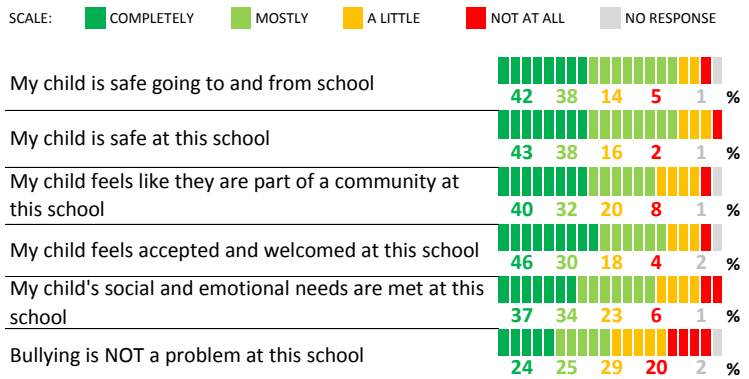 SCALE: COMPLETELY MOSTLY A LITTLE NOT AT ALL NO RESPONSE
My child is safe going to and from school
42 38 14 5 1 %
My child is safe at this school
43 38 16 2 1 %
My child feels like they are part of a community at
this school
40 32 20 8 1 %
My child feels accepted and welcomed at this school
46 30 18 4 2 %
My child's social and emotional needs are met at this
school
37 34 23 6 1 %
Bullying is NOT a problem at this school
24 25 29 20 2 %